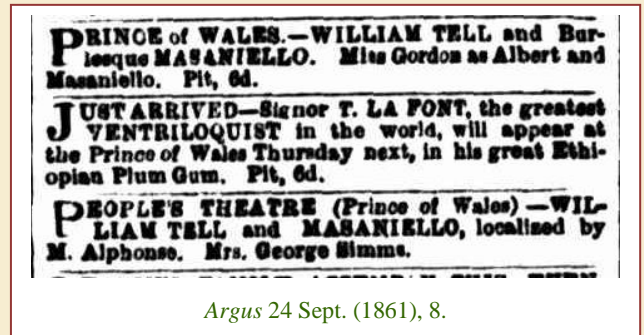 PRINCE of WALES.—WILLIAM TELL and Bur-
lesque MASANIELLO. Miss Gordon as Albert and
Masaniello. Pit, 6d.
JUST ARRIVED—Signor T. LA FONT, the greatest
VENTRILOQUIST in the world, will appear at
the Prince of Wales Thursday next, in his great Ethi-
opian Plum Gum. Pit, 6d.
PEOPLE'S THEATRE (Prince of Wales)—WIL-
LIAM TELL and MASANIELLO, localised by
M. Alphonse. Mrs. George Simms.
Argus 24 Sept. (1861), 8.